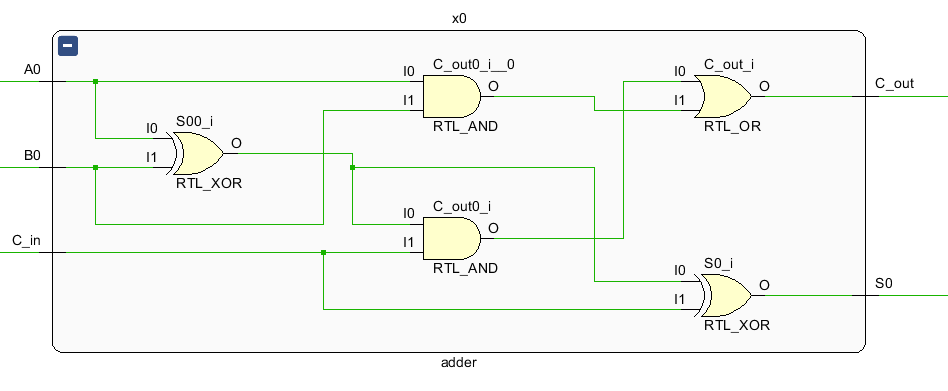 x0
A0
B0
C_in
I0
I1
S00_i
O
RTL_XOR
I0
I1
C_out0_i__0
O
RTL_AND
I0
I1
C_out0_i
O
RTL_AND
I0
I1
C_out_i
O
RTL_OR
I0
I1
S0_i
O
RTL_XOR
C_out
S0
adder